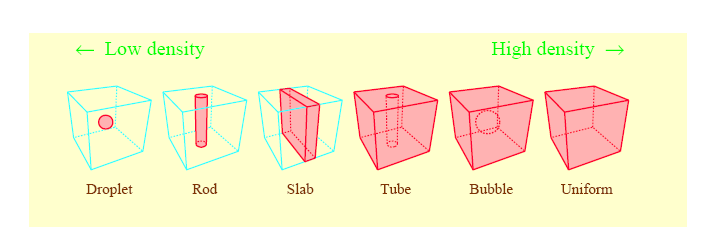 ← Low density
High density →
Droplet
Rod
Slab
Tube
Bubble
Uniform